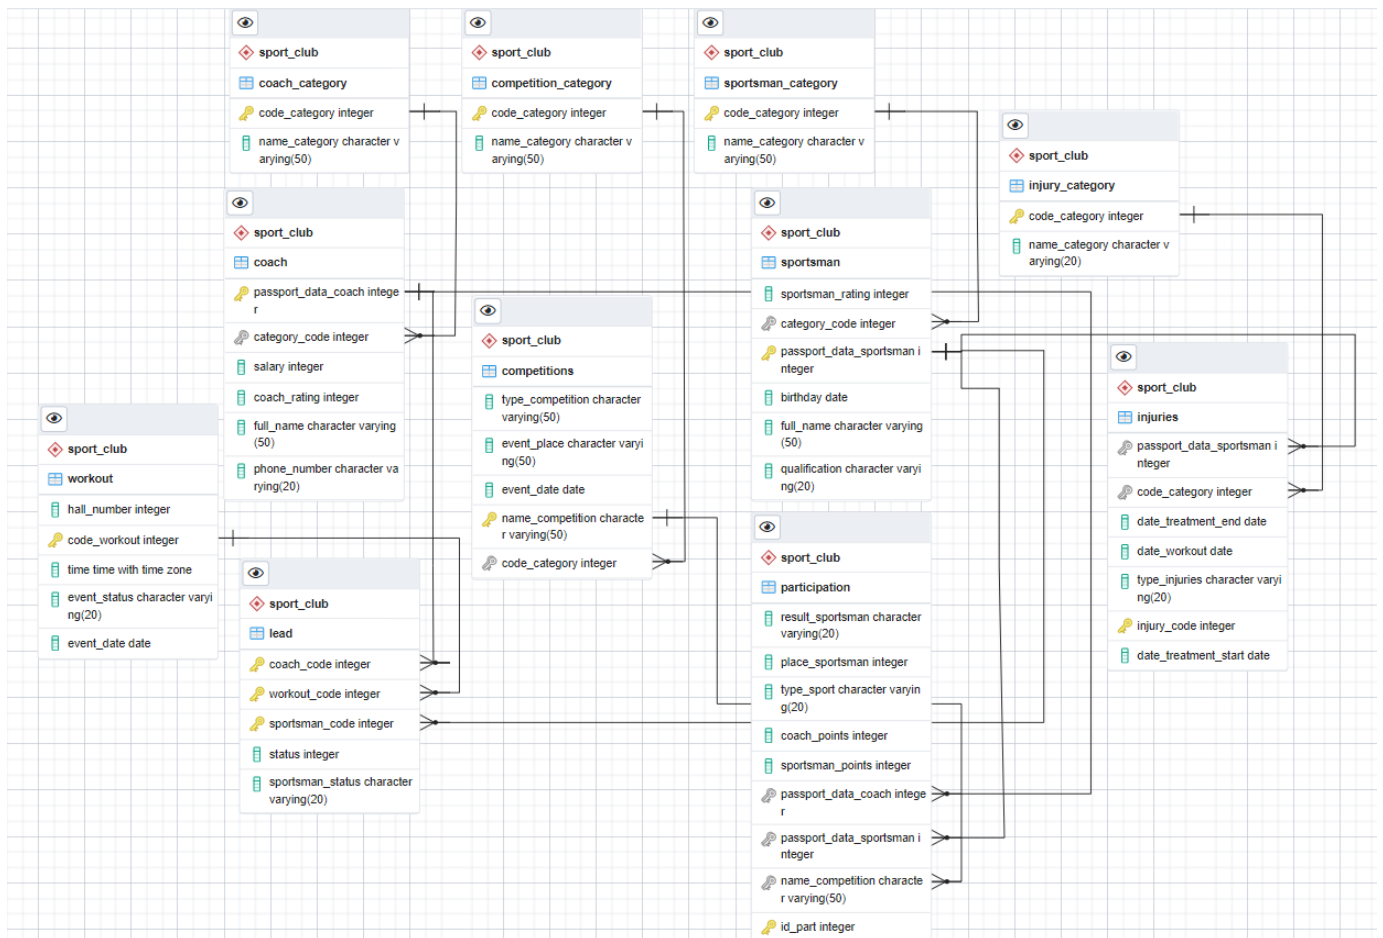 sport_club
coach_category
code_category integer
name_category character v
arying(50)
sport_club
competition_category
code_category integer
name_category character v
arying(50)
sport_club
sportsman_category
code_category integer
name_category character v
arying(50)
sport_club
injury_category
code_category integer
name_category character v
arying(20)
sport_club
coach
passport_data_coach intege
r
category_code integer
salary integer
coach_rating integer
full_name character varying
(50)
phone_number character va
rying(20)
sport_club
competitions
type_competition character
varying(50)
event_place character varyi
ng(50)
event_date date
name_competition characte
r varying(50)
code_category integer
sport_club
sportsman
sportsman_rating integer
category_code integer
passport_data_sportsman i
nteger
birthday date
full_name character varying
(50)
qualification character varyi
ng(20)
sport_club
injuries
passport_data_sportsman i
nteger
code_category integer
date_treatment_end date
date_workout date
type_injuries character varyi
ng(20)
injury_code integer
date_treatment_start date
sport_club
workout
hall_number integer
code_workout integer
time time with time zone
event_status character varyi
ng(20)
event_date date
sport_club
lead
coach_code integer
workout_code integer
sportsman_code integer
status integer
sportsman_status character
varying(20)
sport_club
participation
result_sportsman character
varying(20)
place_sportsman integer
type_sport character varyin
g(20)
coach_points integer
sportsman_points integer
passport_data_coach intege
r
passport_data_sportsman i
nteger
name_competition characte
r varying(50)
id_part integer